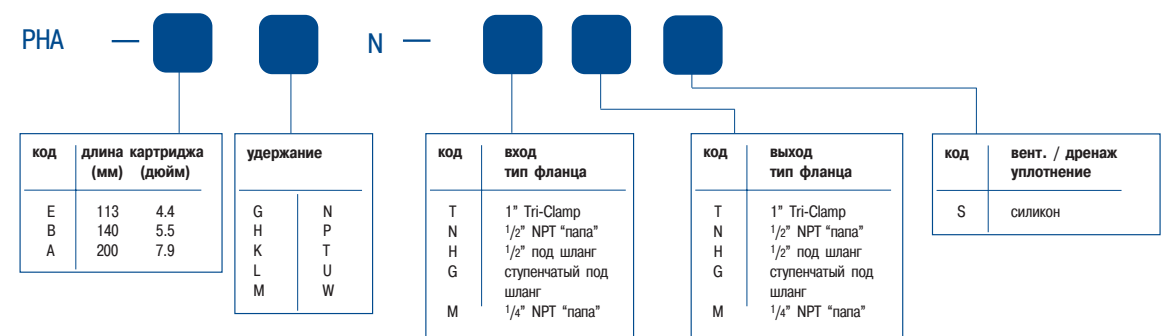 PHA — N —
код длина картриджа
(мм) (дюйм)
E 113 4.4
B 140 5.5
A 200 7.9
удержание
G N
H P
K T
L U
M W
код вход
тип фланца
T 1” Tri-Clamp
N 1/2” NPT “папа”
H 1/2” под шланг
G ступенчатый под
шланг
M 1/4” NPT “папа”
код выход
тип фланца
T 1” Tri-Clamp
N 1/2” NPT “папа”
H 1/2” под шланг
G ступенчатый под
шланг
M 1/4” NPT “папа”
код вент. / дренаж
уплотнение
S силикон